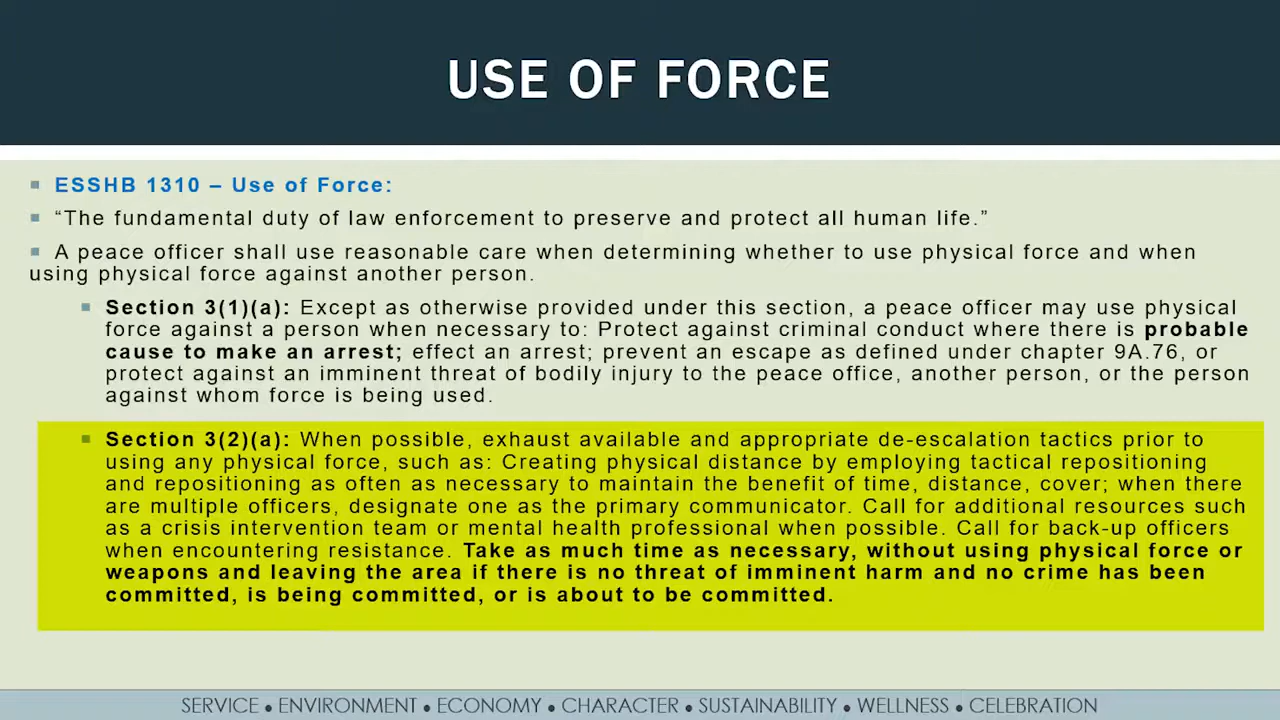 USE OF FORCE
ESSHB 1310 – Use of Force:
“The fundamental duty of law enforcement to preserve and protect all human life.”
A peace officer shall use reasonable care when determining whether to use physical force and when
using physical force against another person.
Section 3(1)(a): Except as otherwise provided under this section, a peace officer may use physical
force against a person when necessary to: Protect against criminal conduct where there is probable
cause to make an arrest; effect an arrest; prevent an escape as defined under chapter 9A.76, or
protect against an imminent threat of bodily injury to the peace office, another person, or the person
against whom force is being used.
Section 3(2)(a): When possible, exhaust available and appropriate de-escalation tactics prior to
using any physical force, such as: Creating physical distance by employing tactical repositioning
and repositioning as often as necessary to maintain the benefit of time, distance, cover; when there
are multiple officers, designate one as the primary communicator. Call for additional resources such
as a crisis intervention team or mental health professional when possible. Call for back-up officers
when encountering resistance. Take as much time as necessary, without using physical force or
weapons and leaving the area if there is no threat of imminent harm and no crime has been
committed, is being committed, or is about to be committed.
SERVICE ● ENVIRONMENT ● ECONOMY ● CHARACTER ● SUSTAINABILITY ● WELLNESS ● CELEBRATION